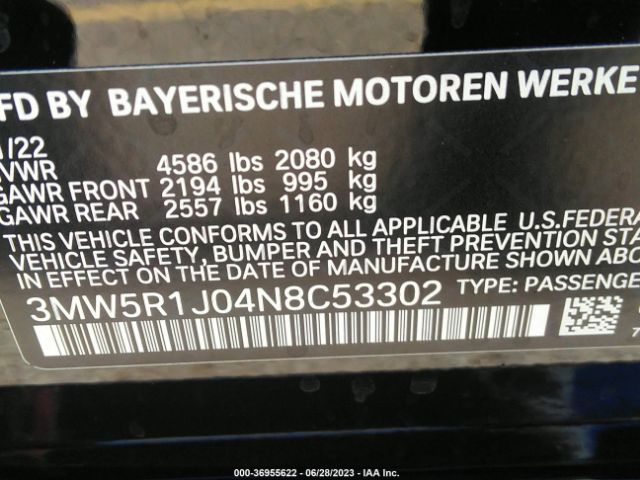 MFD BY BAYERISCHE MOTOREN WERKE
/22
VWR 4586 lbs 2080 kg
GAWR FRONT 2194 lbs 995 kg
GAWR REAR 2557 lbs 1160 kg
THIS VEHICLE CONFORMS TO ALL APPLICABLE U.S.FEDERA
VEHICLE SAFETY, BUMPER AND THEFT PREVENTION STA
IN EFFECT ON THE DATE OF MANUFACTURE SHOWN ABO
3MW5R1J04N8C53302 TYPE: PASSENGE
000-36955622 - 06/28/2023 - IAA Inc.